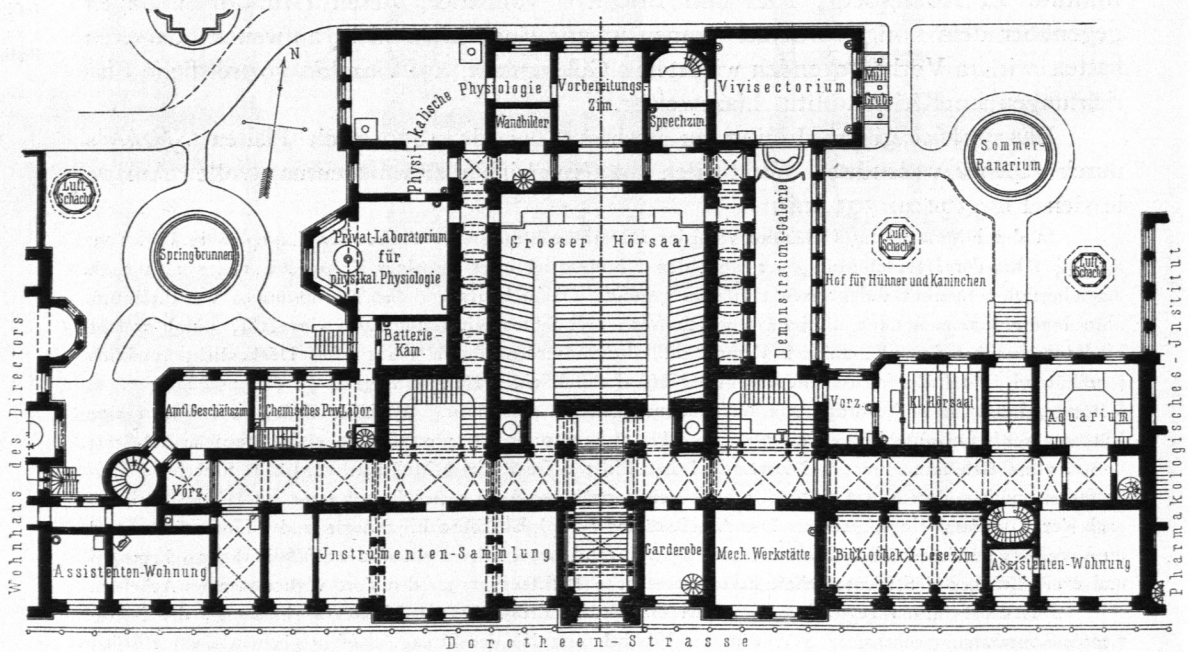 N
Physikalische
Physiologie
Wandbilder
Vorbereitungs-
Zim.
Sprechzim.
Vivisectorium
Müll
Grube
Sommer-
Ranarium
Luft
Schacht
Springbrunnen
Privat-Laboratorium
für
physikal. Physiologie
Grosser Hörsaal
Demonstrations-Galerie
Luft
Schacht
Hof für Hühner und Kaninchen
Luft
Schacht
Batterie
Kam.
Amtl. Geschäftszim.
Chemisches Priv. Labor.
Vorz.
Kl. Hörsaal
Aquarium
Vorz.
Assistenten-Wohnung
Jnstrumenten-Sammlung
Garderobe
Mech. Werkstätte
Bibliothek u. Lesezim.
Assistenten-Wohnung
Wohnhaus des Directors
Pharmakologisches-Jnstitut
Dorotheen Strasse